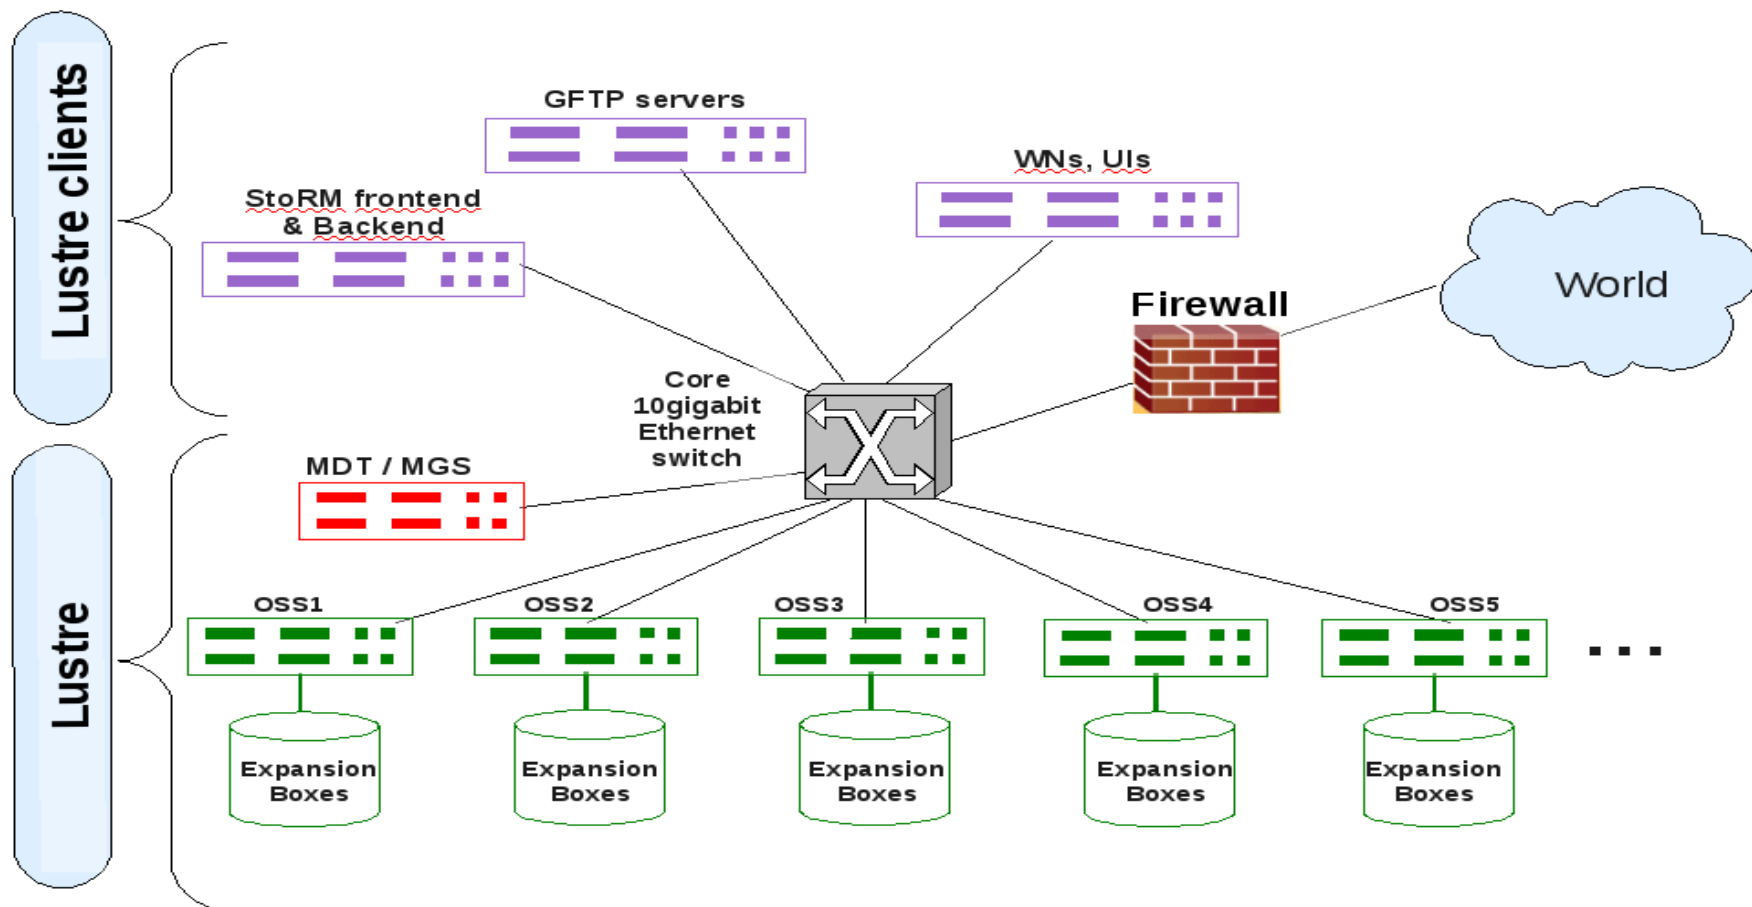 Lustre clients
GFTP servers
WNs, UIs
StoRM frontend
& Backend
World
Firewall
Core
10gigabit
Ethernet
switch
MDT / MGS
Lustre
OSS1
OSS2
OSS3
OSS4
OSS5
...
Expansion
Boxes
Expansion
Boxes
Expansion
Boxes
Expansion
Boxes
Expansion
Boxes